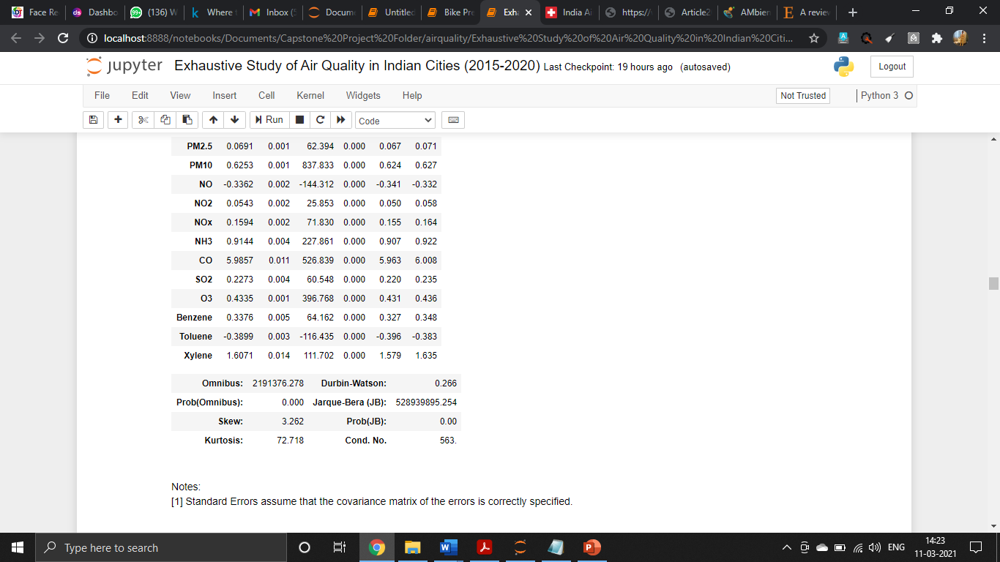 Face Re
Dashbo
(136) W
Where
Inbox (5
Docume
Untitled
Bike Pre
Exha
India Ai
https://
Article2
AMbien
A review
localhost:8888/notebooks/Documents/Capstone%20Project%20Folder/airquality/Exhaustive%20Study%20of%20Air%20Quality%20in%20Indian%20Citi...
jupyter Exhaustive Study of Air Quality in Indian Cities (2015-2020) Last Checkpoint: 19 hours ago (autosaved)
Logout
File Edit View Insert Cell Kernel Widgets Help
Not Trusted
Python 3
Run
Code
PM2.5 0.0691 0.001 62.394 0.000 0.067 0.071
PM10 0.6253 0.001 837.833 0.000 0.624 0.627
NO -0.3362 0.002 -144.312 0.000 -0.341 -0.332
NO2 0.0543 0.002 25.853 0.000 0.050 0.058
NOx 0.1594 0.002 71.830 0.000 0.155 0.164
NH3 0.9144 0.004 227.861 0.000 0.907 0.922
CO 5.9857 0.011 526.839 0.000 5.963 6.008
SO2 0.2273 0.004 60.548 0.000 0.220 0.235
O3 0.4335 0.001 396.768 0.000 0.431 0.436
Benzene 0.3376 0.005 64.162 0.000 0.327 0.348
Toluene -0.3899 0.003 -116.435 0.000 -0.396 -0.383
Xylene 1.6071 0.014 111.702 0.000 1.579 1.635
Omnibus: 2191376.278 Durbin-Watson: 0.266
Prob(Omnibus): 0.000 Jarque-Bera (JB): 528939895.254
Skew: 3.262 Prob(JB): 0.00
Kurtosis: 72.718 Cond. No. 563.
Notes:
[1] Standard Errors assume that the covariance matrix of the errors is correctly specified.
Type here to search
ENG
14:23
11-03-2021